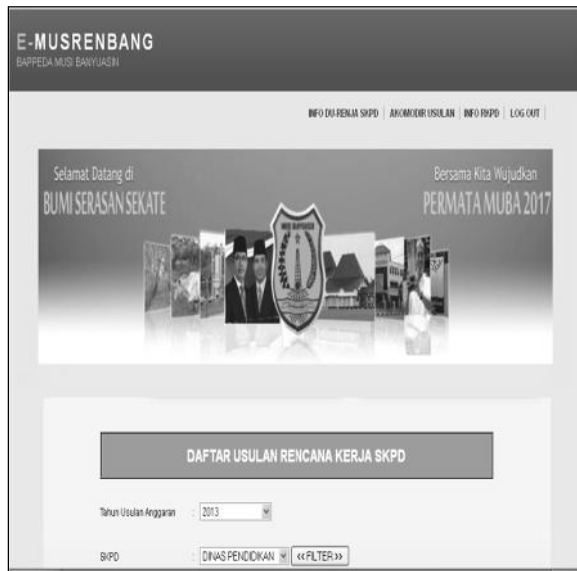 E-MUSRENBANG
BAPPEDA MUSI BANYUASIN
INFO DU-RENJA SKPD | AKOMODIR USULAN | INFO RKPD | LOG OUT |
Selamat Datang di
BUMI SERASAN SEKATE
Bersama Kita Wujudkan
PERMATA MUBA 2017
MUSI BANYUASIN
DAFTAR USULAN RENCANA KERJA SKPD
Tahun Usulan Anggaran : 2013
SKPD : DINAS PENDIDIKAN <<FILTER>>